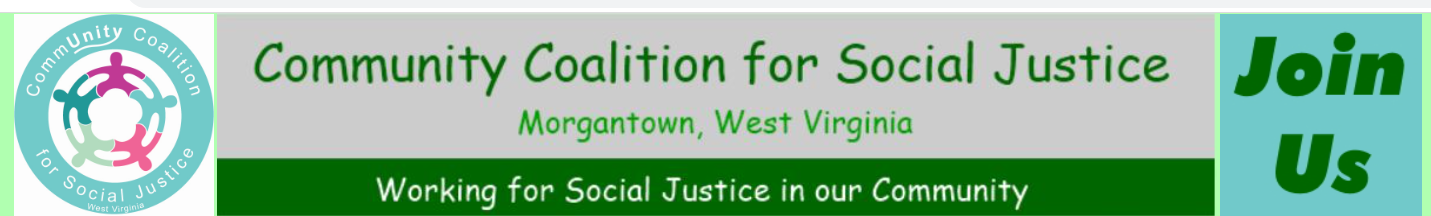 CommUnity Coalition
for Social Justice
West Virginia
Community Coalition for Social Justice
Morgantown, West Virginia
Working for Social Justice in our Community
Join
Us